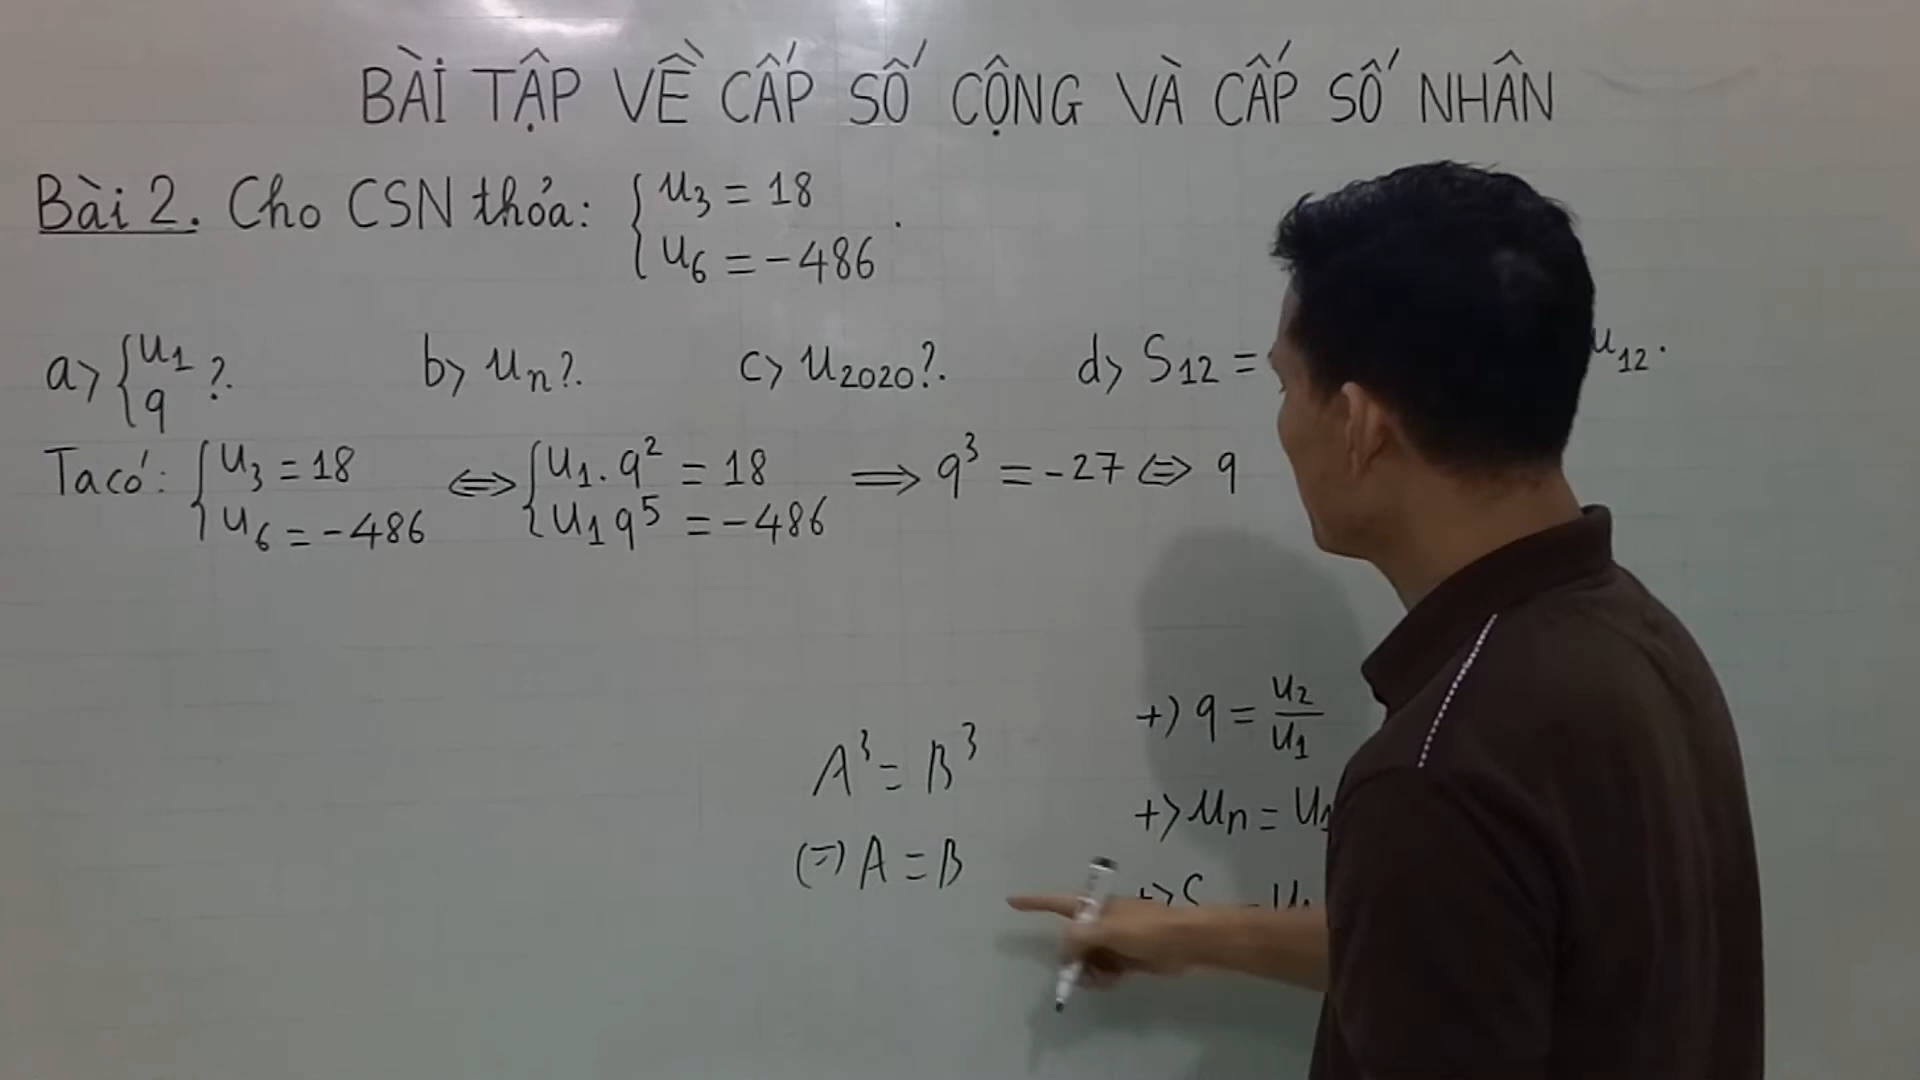 BÀI TẬP VỀ CẤP SỐ CỘNG VÀ CẤP SỐ NHÂN
Bài 2. Cho CSN thỏa: { u₃ = 18
u₆ = -486 .
a> { u₁ q ?. b> uₙ ?. c> u₂₀₂₀ ?. d> S₁₂ = u₁₂.
Ta có: { u₃ = 18 ⇔ { u₁.q² = 18 ⟹ q³ = -27 ⇔ q
u₆ = -486 u₁q⁵ = -486
+) q = u₂/u₁
A³ = B³
+> uₙ = u₁
(=) A = B